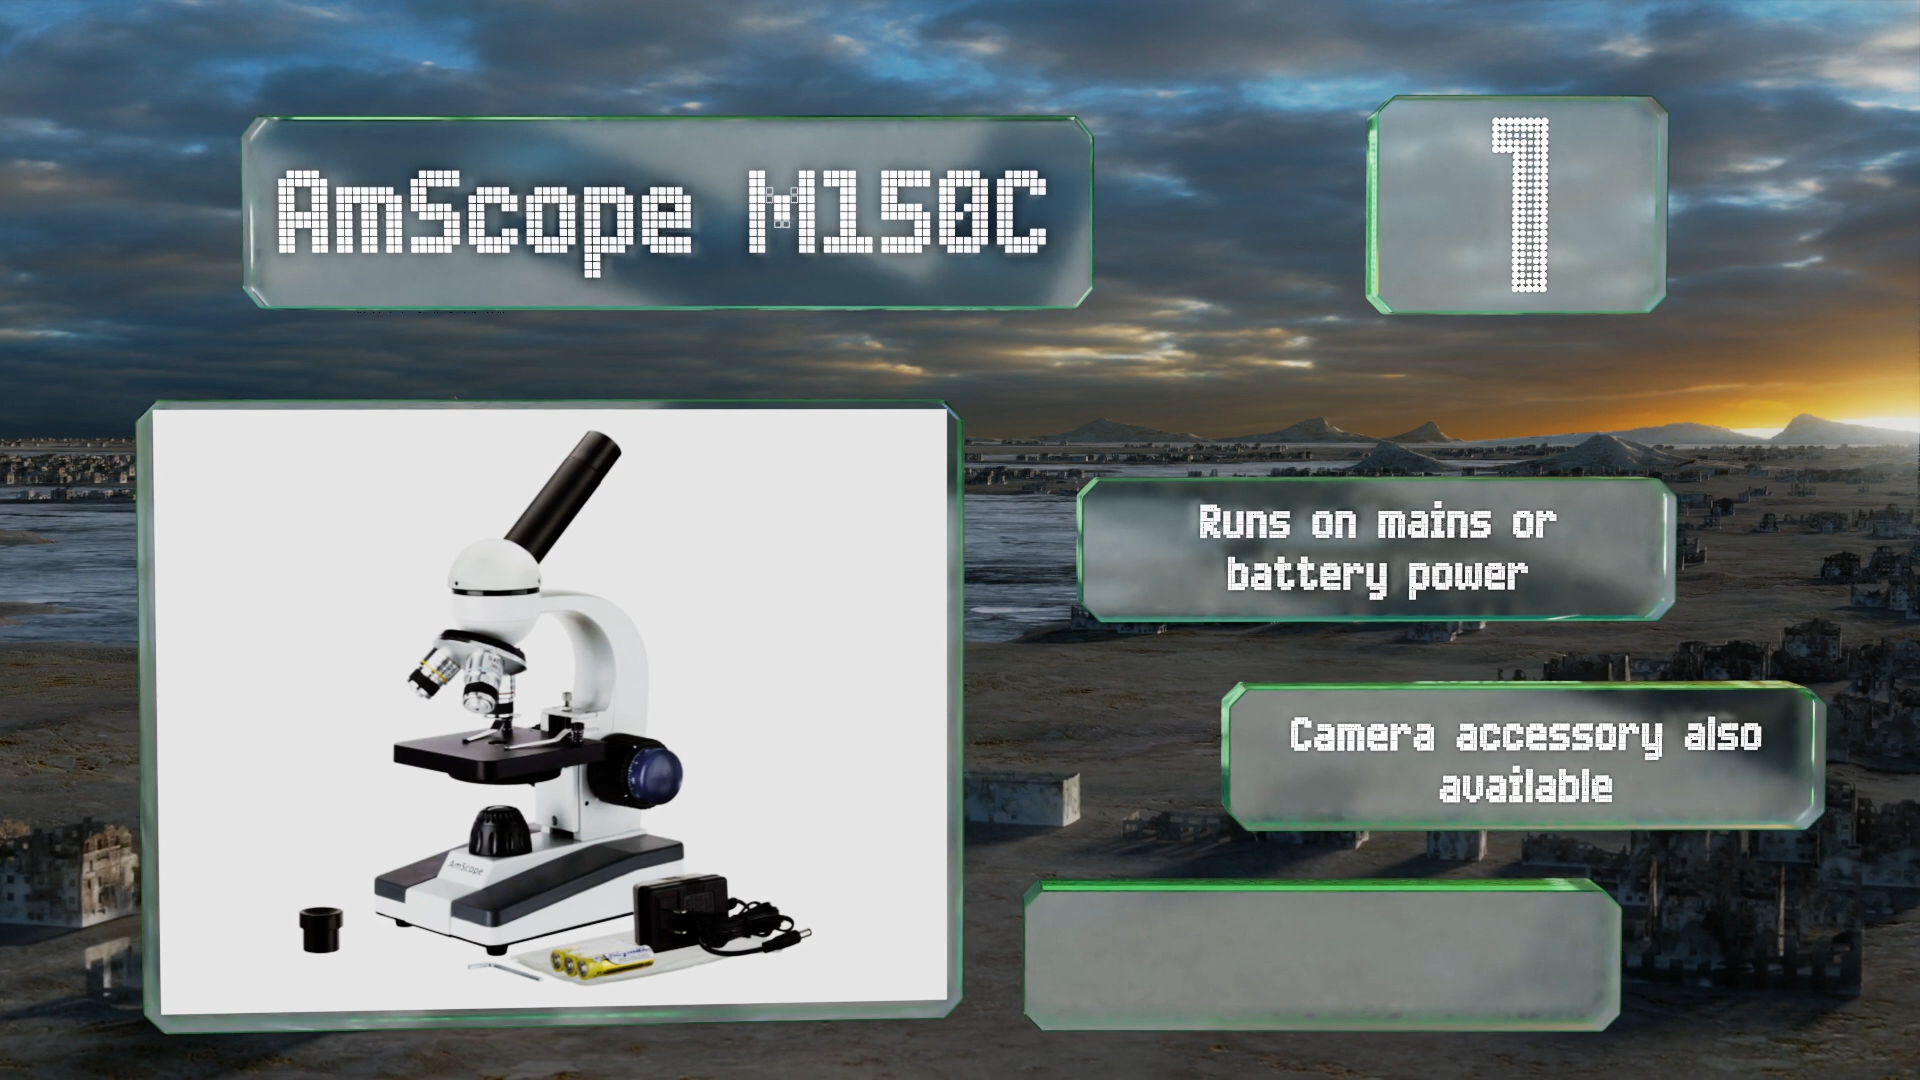 AmScope M150C
1
Runs on mains or
battery power
Camera accessory also
available
AmScope